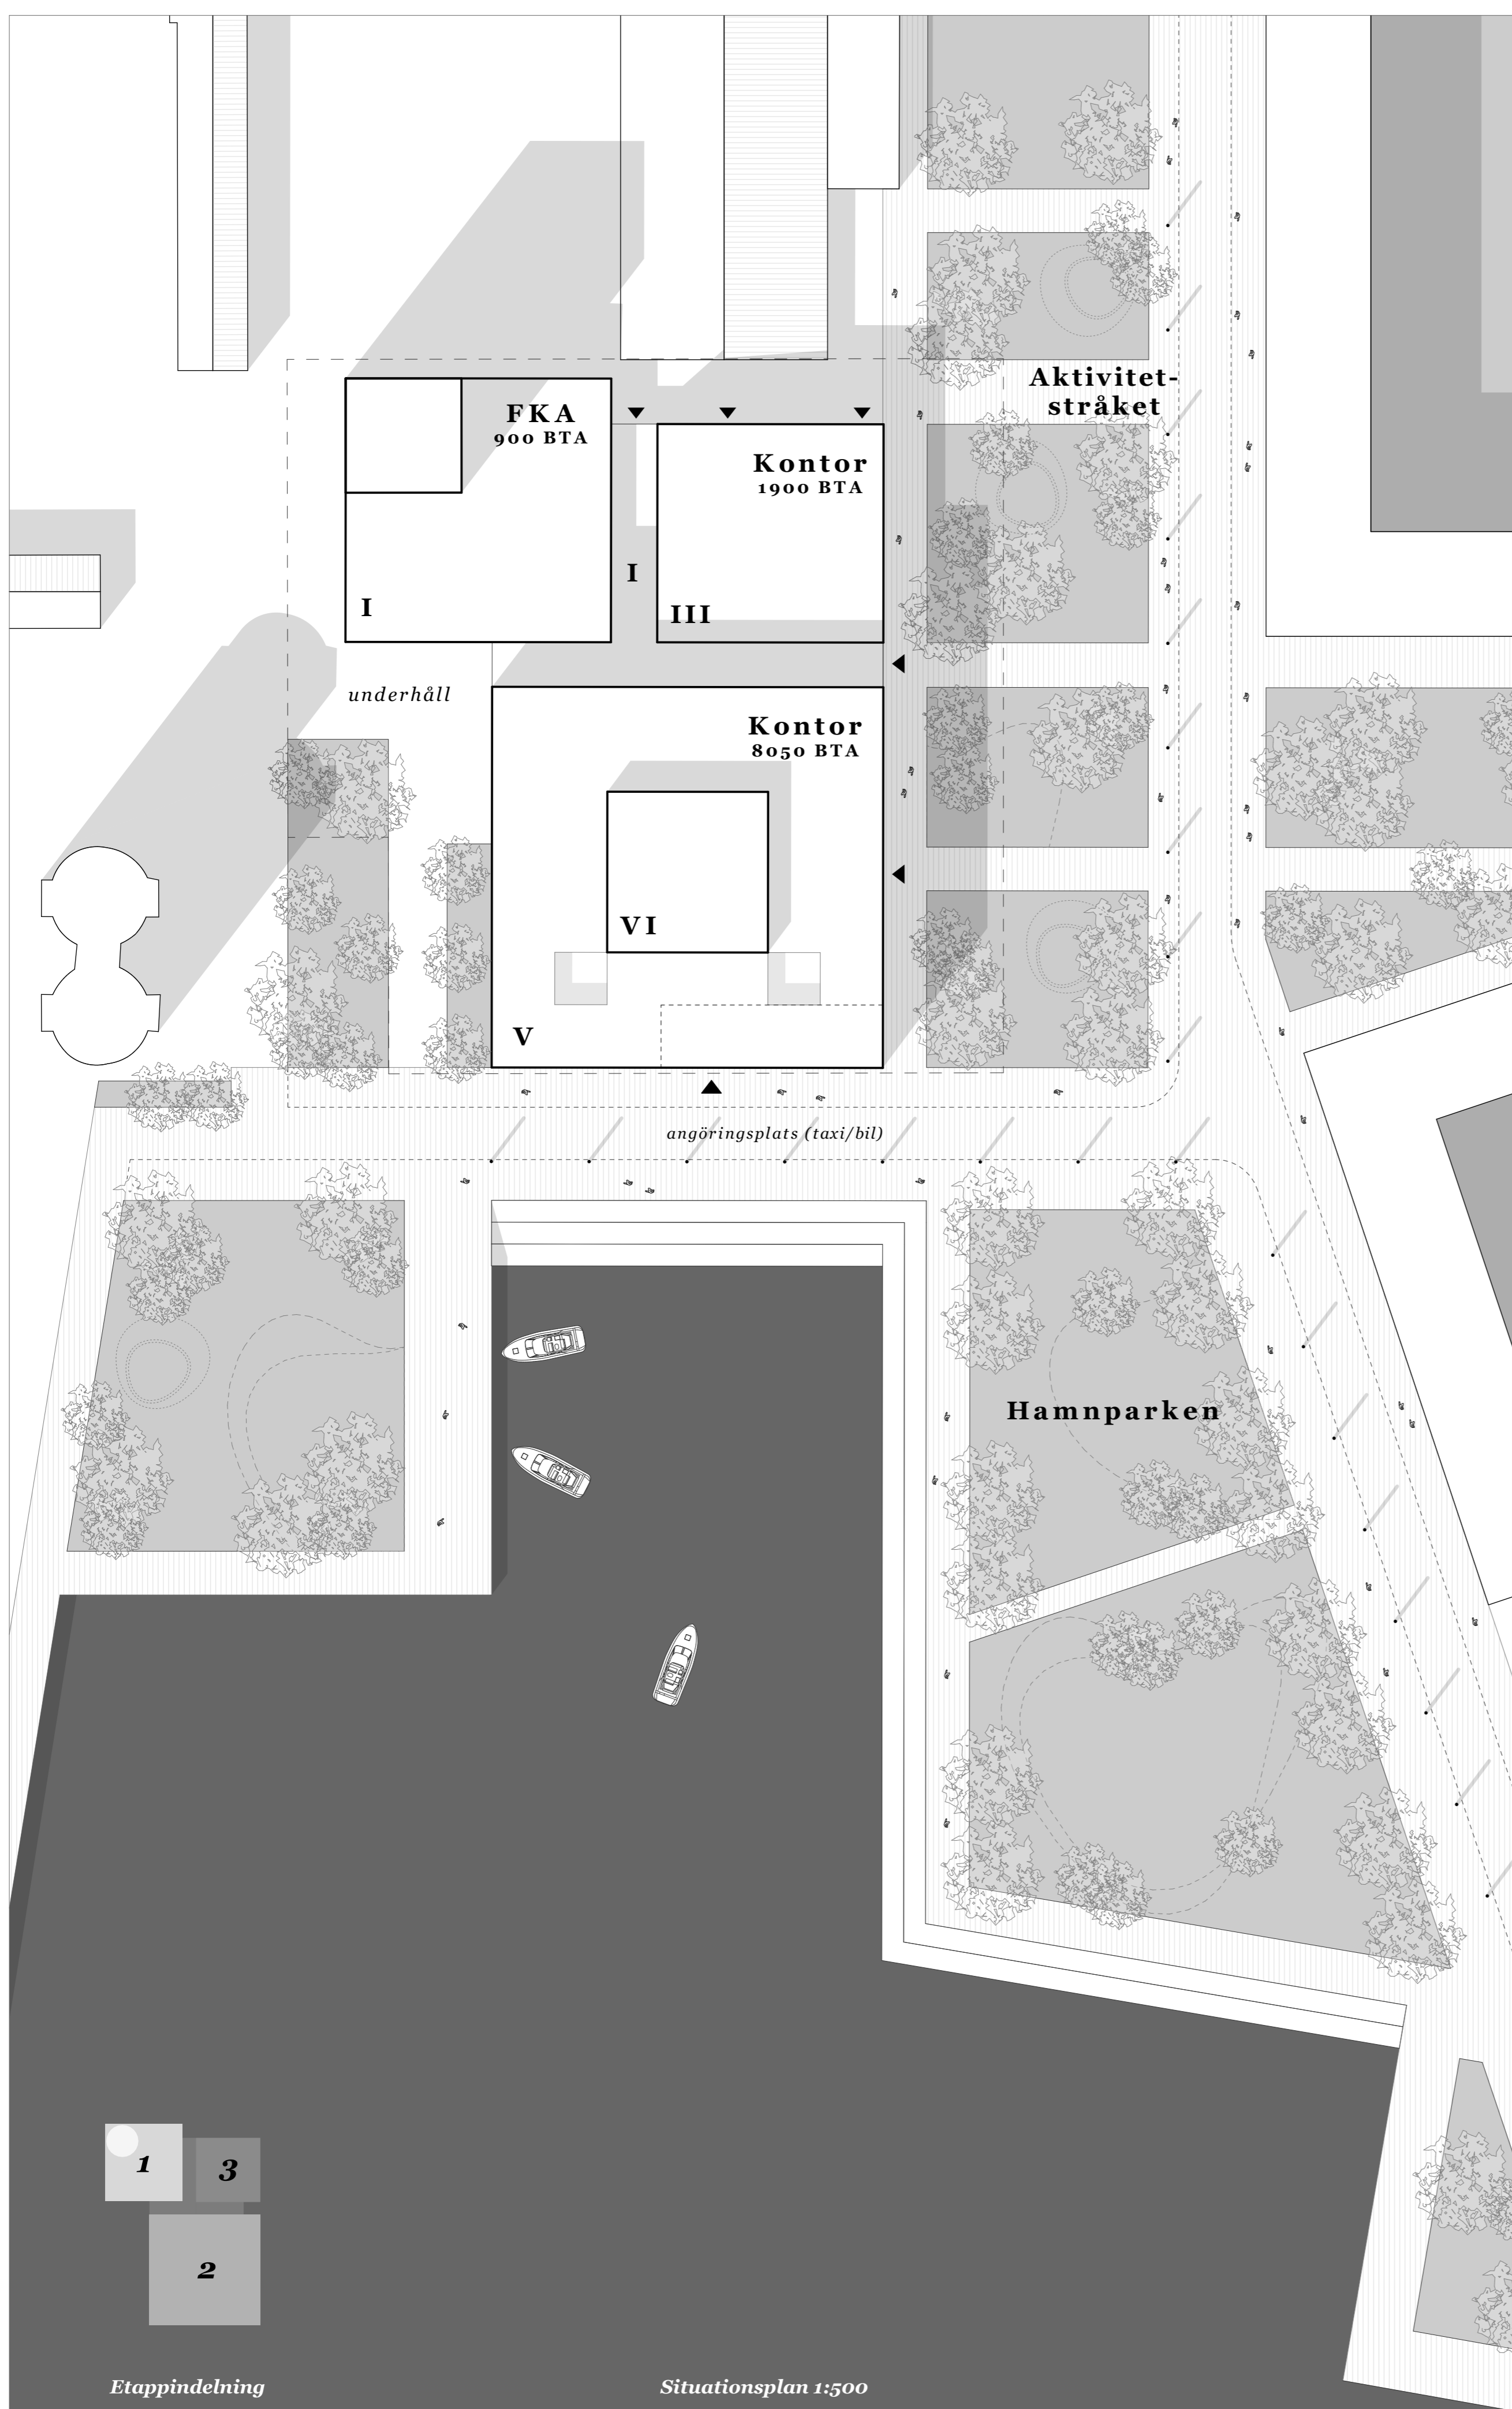 Aktivitet-
stråket
FKA
900 BTA
Kontor
1900 BTA
I
I
III
underhåll
Kontor
8050 BTA
VI
V
angöringsplats (taxi/bil)
Hamnparken
1
3
2
Etappindelning
Situationsplan 1:500